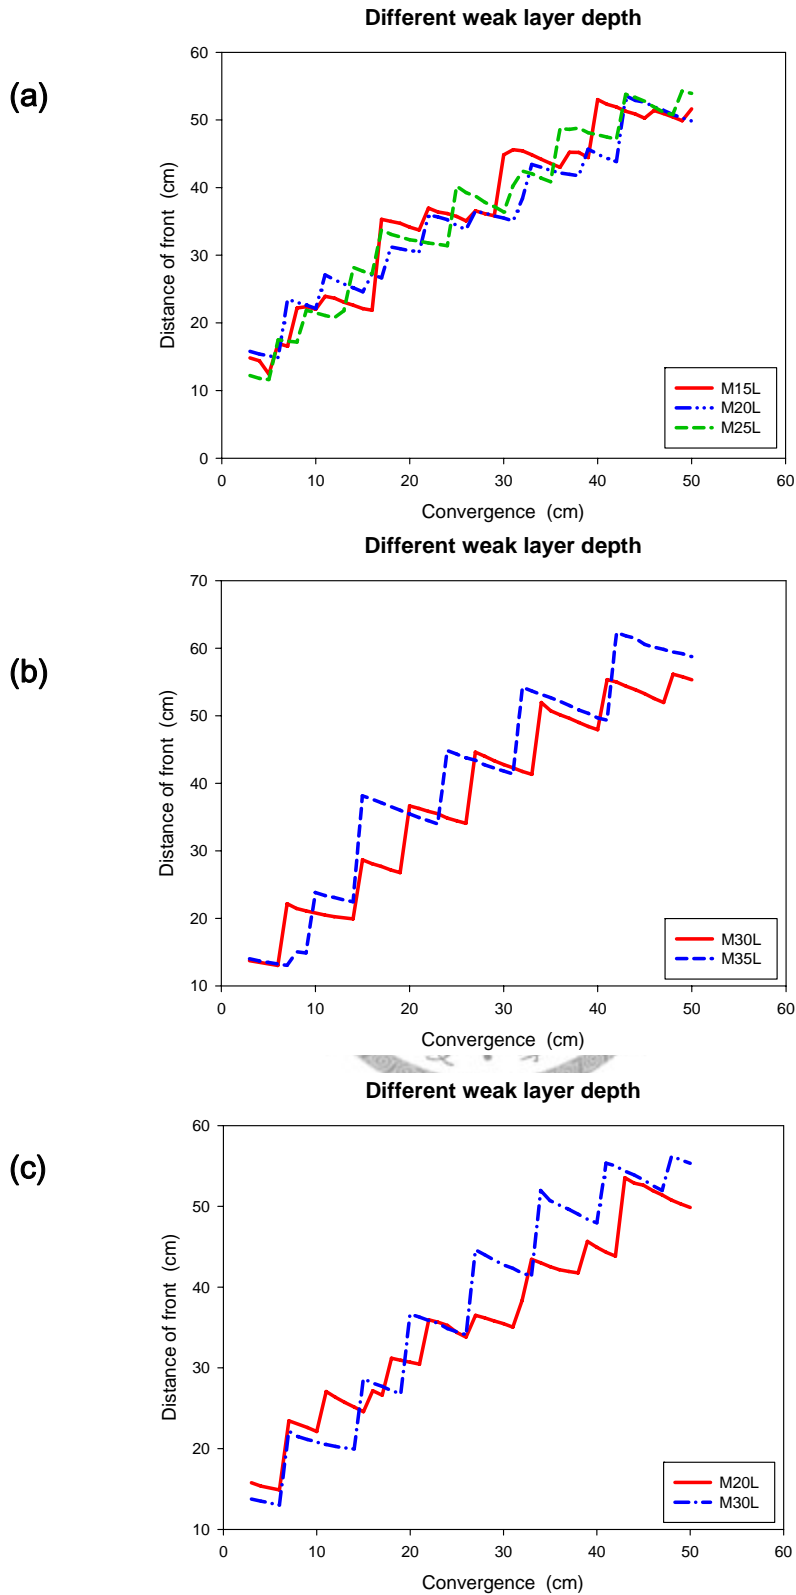 Different weak layer depth
(a)
Distance of front (cm)
60
50
40
30
20
10
0
M15L
M20L
M25L
0 10 20 30 40 50 60
Convergence (cm)
Different weak layer depth
(b)
Distance of front (cm)
70
60
50
40
30
20
10
M30L
M35L
0 10 20 30 40 50 60
Convergence (cm)
Different weak layer depth
(c)
Distance of front (cm)
60
50
40
30
20
10
M20L
M30L
0 10 20 30 40 50 60
Convergence (cm)